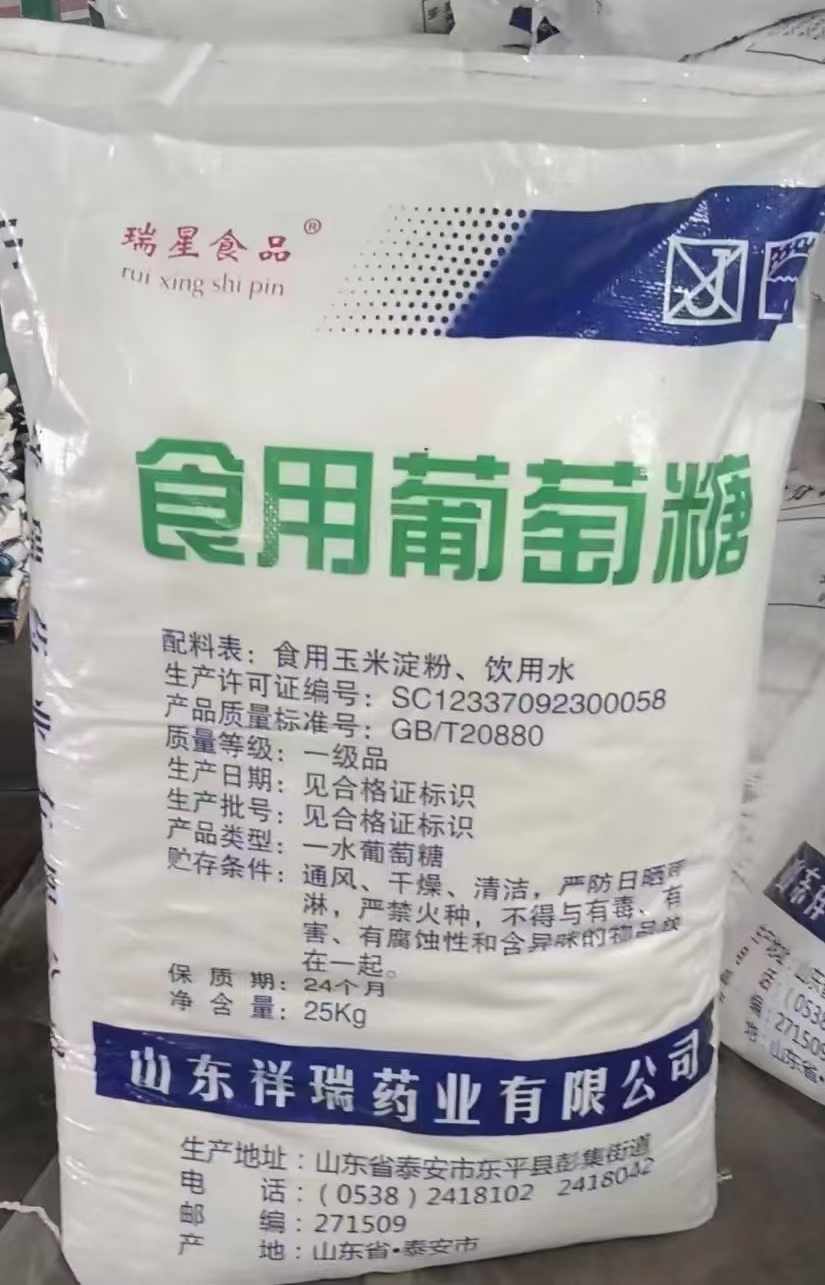 瑞星食品®
rui xing shi pin
食用葡萄糖
配料表：食用玉米淀粉、饮用水
生产许可证编号：SC12337092300058
产品质量标准号：GB/T20880
质量等级：一级品
生产日期：见合格证标识
生产批号：见合格证标识
产品类型：一水葡萄糖
贮存条件：通风、干燥、清洁，严防日晒雨
淋，严禁火种，不得与有毒、有
害、有腐蚀性和含异味的物品放
在一起。
保质期：24个月
净含量：25Kg
山东祥瑞药业有限公司
生产地址：山东省泰安市东平县彭集街道
电话：(0538)2418102 2418042
邮编：271509
产地：山东省·泰安市
(0538
271509
山东省·